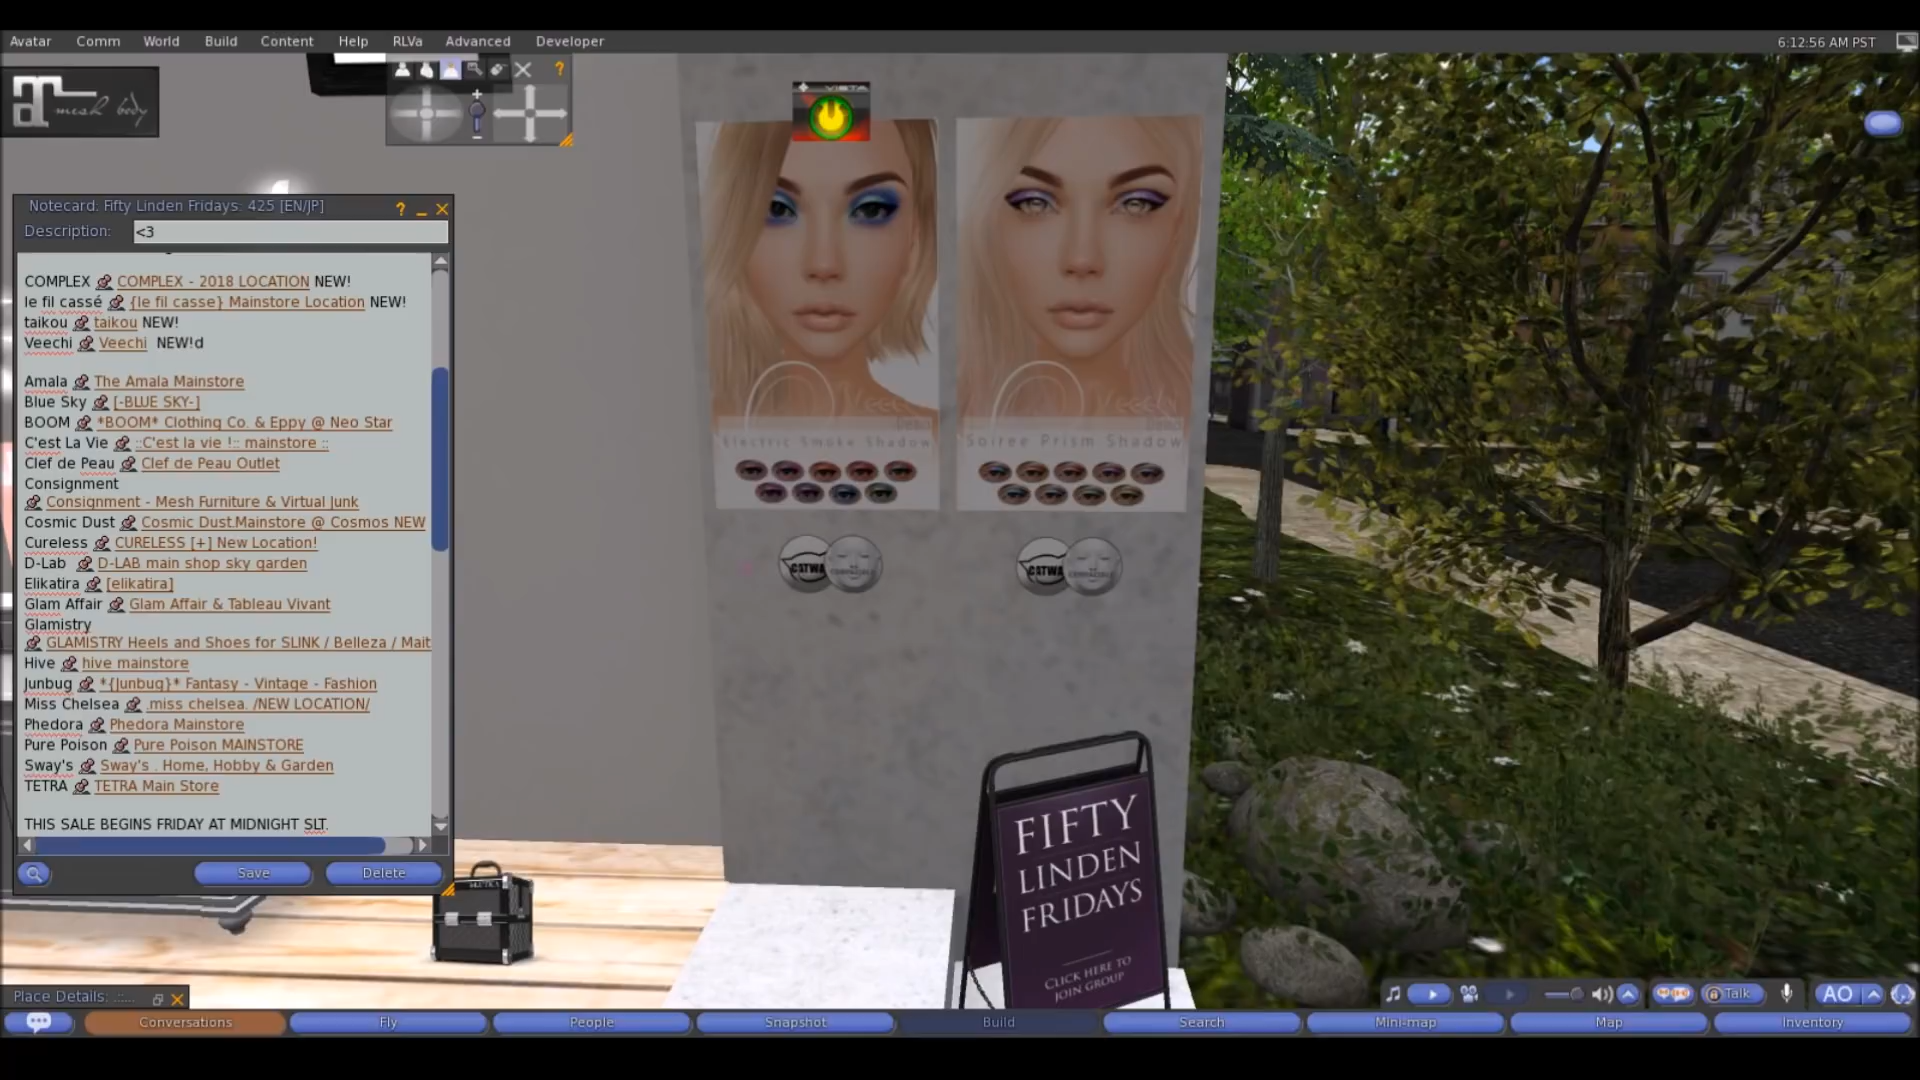 Avatar Comm World Build Content Help RLVa Advanced Developer 6:12:56 AM PST
mesh body
?
VISTA
Notecard: Fifty Linden Fridays: 425 [EN/JP] ?
Description: <3
COMPLEX COMPLEX - 2018 LOCATION NEW!
le fil cassé {le fil casse} Mainstore Location NEW!
taikou taikou NEW!
Veechi Veechi NEW!d
Amala The Amala Mainstore
Blue Sky [-BLUE SKY-]
BOOM *BOOM* Clothing Co. & Eppy @ Neo Star
C'est La Vie ::C'est la vie !:: mainstore ::
Clef de Peau Clef de Peau Outlet
Consignment
Consignment - Mesh Furniture & Virtual Junk
Cosmic Dust Cosmic Dust.Mainstore @ Cosmos NEW
Cureless CURELESS [+] New Location!
D-Lab D-LAB main shop sky garden
Elikatira [elikatira]
Glam Affair Glam Affair & Tableau Vivant
Glamistry
GLAMISTRY Heels and Shoes for SLINK / Belleza / Mait
Hive hive mainstore
Junbug *{Junbug}* Fantasy - Vintage - Fashion
Miss Chelsea .miss chelsea. /NEW LOCATION/
Phedora Phedora Mainstore
Pure Poison Pure Poison MAINSTORE
Sway's Sway's . Home, Hobby & Garden
TETRA TETRA Main Store
THIS SALE BEGINS FRIDAY AT MIDNIGHT SLT.
Save Delete
Veechi
Electric Smoke Shadow
CATWA
Veechi
Soiree Prism Shadow
CATWA
FIFTY
LINDEN
FRIDAYS
CLICK HERE TO
JOIN GROUP
Place Details: .::...
Talk AO
Conversations Fly People Snapshot Build Search Mini-map Map Inventory